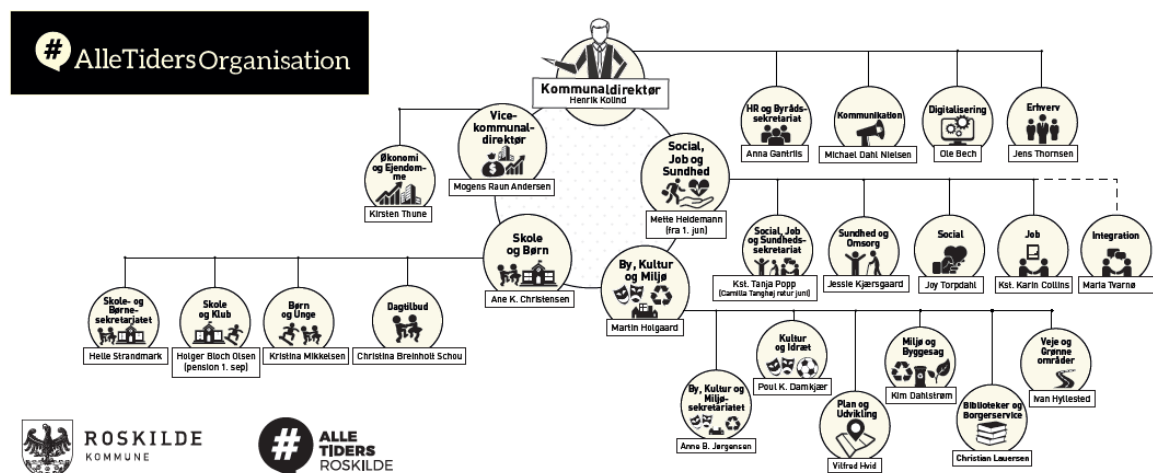 # AlleTidersOrganisation
Kommunaldirektør
Henrik Kolind
HR og Byråds-
sekretariat
Anna Gantriis
Kommunikation
Michael Dahl Nielsen
Digitalisering
Ole Bech
Erhverv
Jens Thornsen
Vice-
kommunal-
direktør
Mogens Raun Andersen
Økonomi
og Ejendom-
me
Kirsten Thune
Social,
Job og
Sundhed
Mette Heidemann
(fra 1. jun)
Social, Job
og Sundheds-
sekretariat
Kst. Tanja Popp
(Camilla Tanghøj retur juni)
Sundhed og
Omsorg
Jessie Kjærsgaard
Social
Joy Torpdahl
Job
Kst. Karin Collins
Integration
Maria Tvarnø
Skole
og Børn
Ane K. Christensen
Skole- og
Børne-
sekretariatet
Helle Strandmark
Skole
og Klub
Holger Bloch Olsen
(pension 1. sep)
Børn
og Unge
Kristina Mikkelsen
Dagtilbud
Christina Breinholt Schou
By, Kultur
og Miljø
Martin Holgaard
By, Kultur og
Miljø-
sekretariatet
Anne B. Jørgensen
Kultur
og Idræt
Poul K. Damkjær
Plan og
Udvikling
Vilfred Hvid
Miljø og
Byggesag
Kim Dahlstrøm
Biblioteker og
Borgerservice
Christian Lauersen
Veje og
Grønne
områder
Ivan Hyllested
ROSKILDE
KOMMUNE
#
ALLE
TIDERS
ROSKILDE